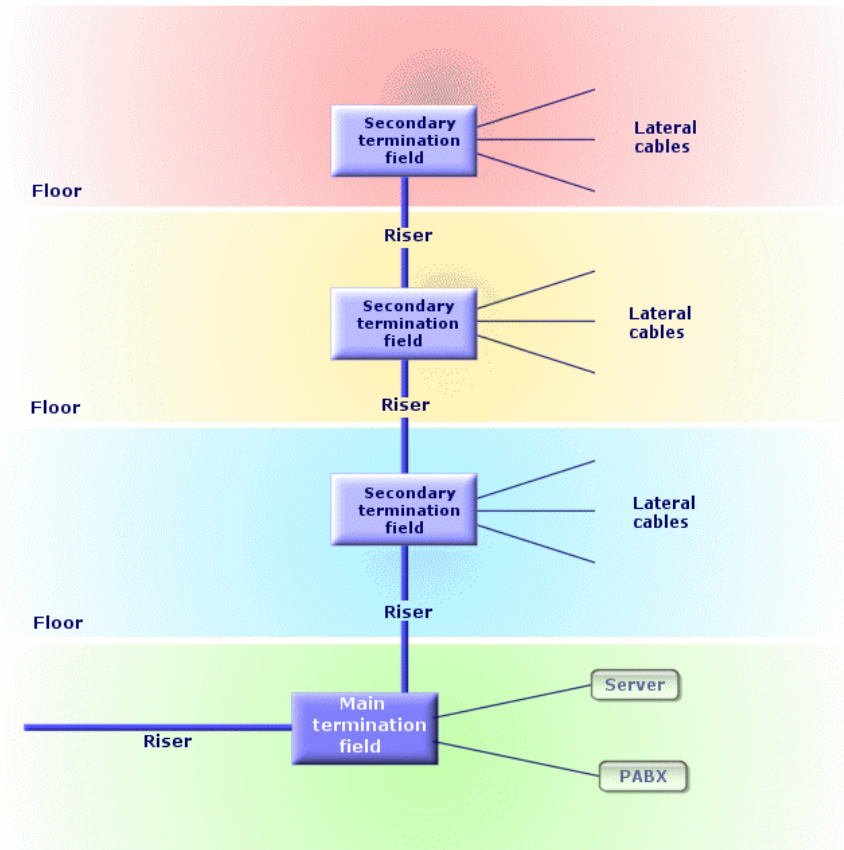 Secondary
termination
field
Lateral
cables
Floor
Riser
Secondary
termination
field
Lateral
cables
Riser
Floor
Secondary
termination
field
Lateral
cables
Riser
Floor
Server
Main
termination
field
Riser
PABX